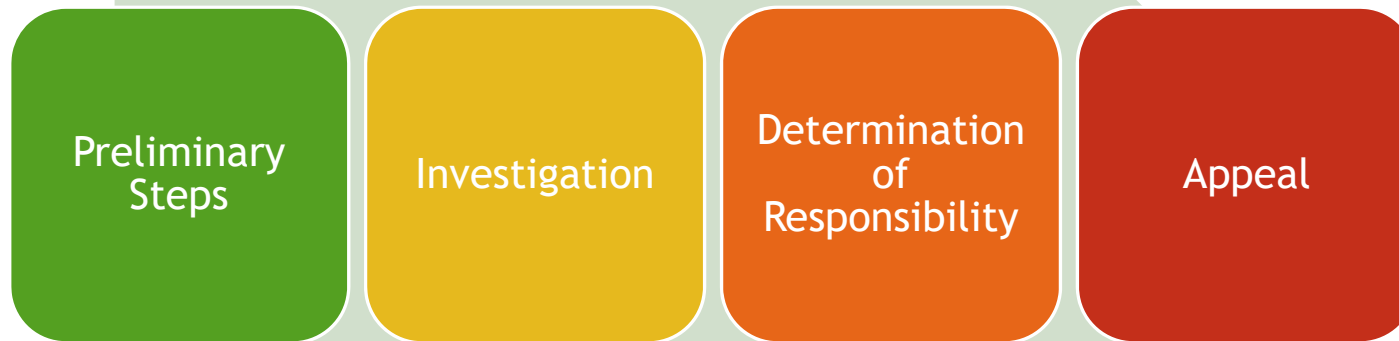 Preliminary
Steps
Investigation
Determination
of
Responsibility
Appeal